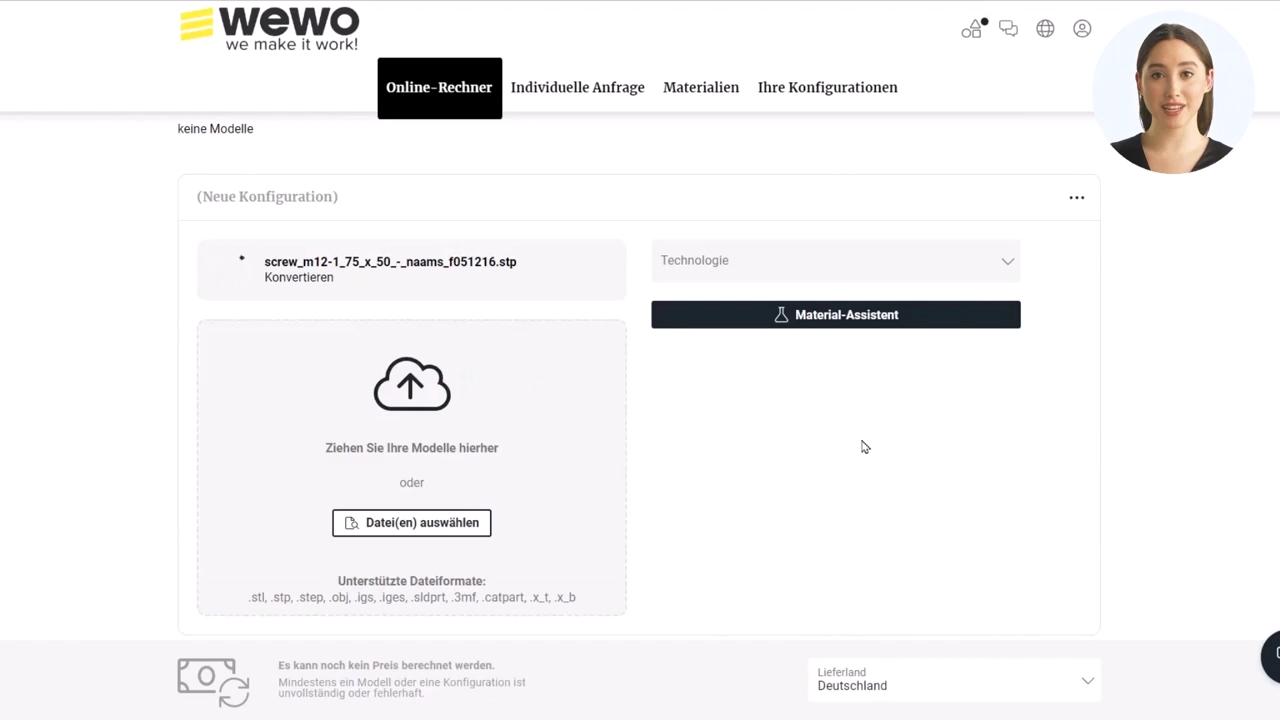 wewo
we make it work!
Online-Rechner
Individuelle Anfrage
Materialien
Ihre Konfigurationen
keine Modelle
(Neue Konfiguration)
screw_m12-1_75_x_50_-_naams_f051216.stp
Konvertieren
Technologie
Material-Assistent
Ziehen Sie Ihre Modelle hierher
oder
Datei(en) auswählen
Unterstützte Dateiformate:
.stl, .stp, .step, .obj, .igs, .iges, .sldprt, .3mf, .catpart, .x_t, .x_b
Es kann noch kein Preis berechnet werden.
Mindestens ein Modell oder eine Konfiguration ist
unvollständig oder fehlerhaft.
Lieferland
Deutschland